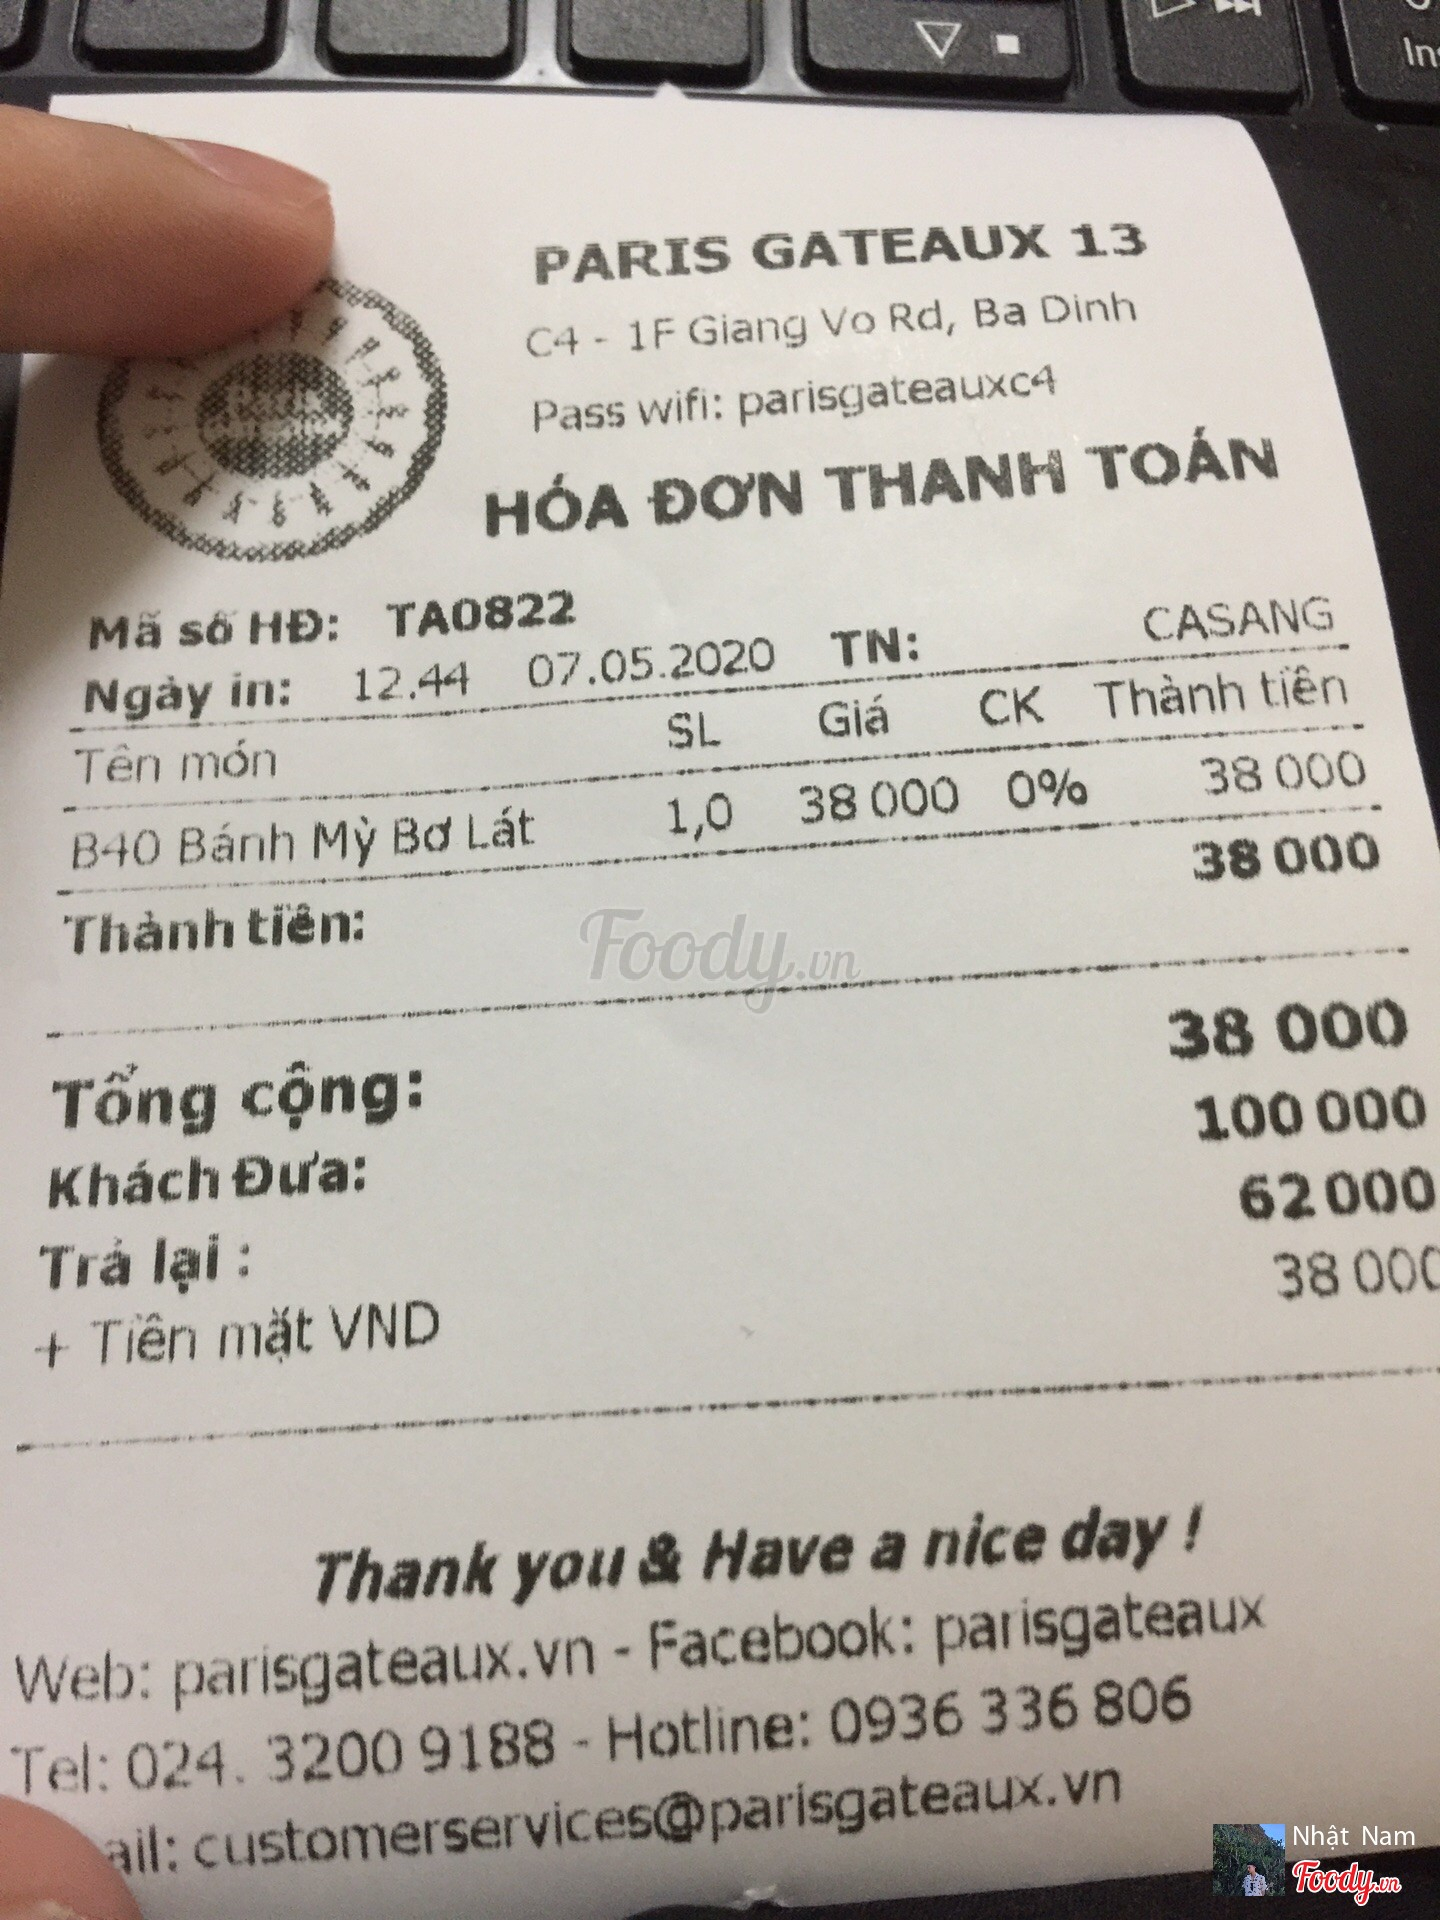 Ins
PARIS GATEAUX 13
C4 - 1F Giang Vo Rd, Ba Dinh
Pass wifi: parisgateauxc4
HÓA ĐƠN THANH TOÁN
Mã số HĐ: TA0822
Ngày in: 12.44 07.05.2020 TN: CASANG
Tên món SL Giá CK Thành tiền
B40 Bánh Mỳ Bơ Lát 1,0 38 000 0% 38 000
Thành tiền: 38 000
Foody.vn
Tổng cộng: 38 000
Khách Đưa: 100 000
Trả lại : 62 000
+ Tiền mặt VND 38 000
Thank you & Have a nice day !
Web: parisgateaux.vn - Facebook: parisgateaux
Tel: 024. 3200 9188 - Hotline: 0936 336 806
ail: customerservices@parisgateaux.vn
Nhật Nam
Foody.vn